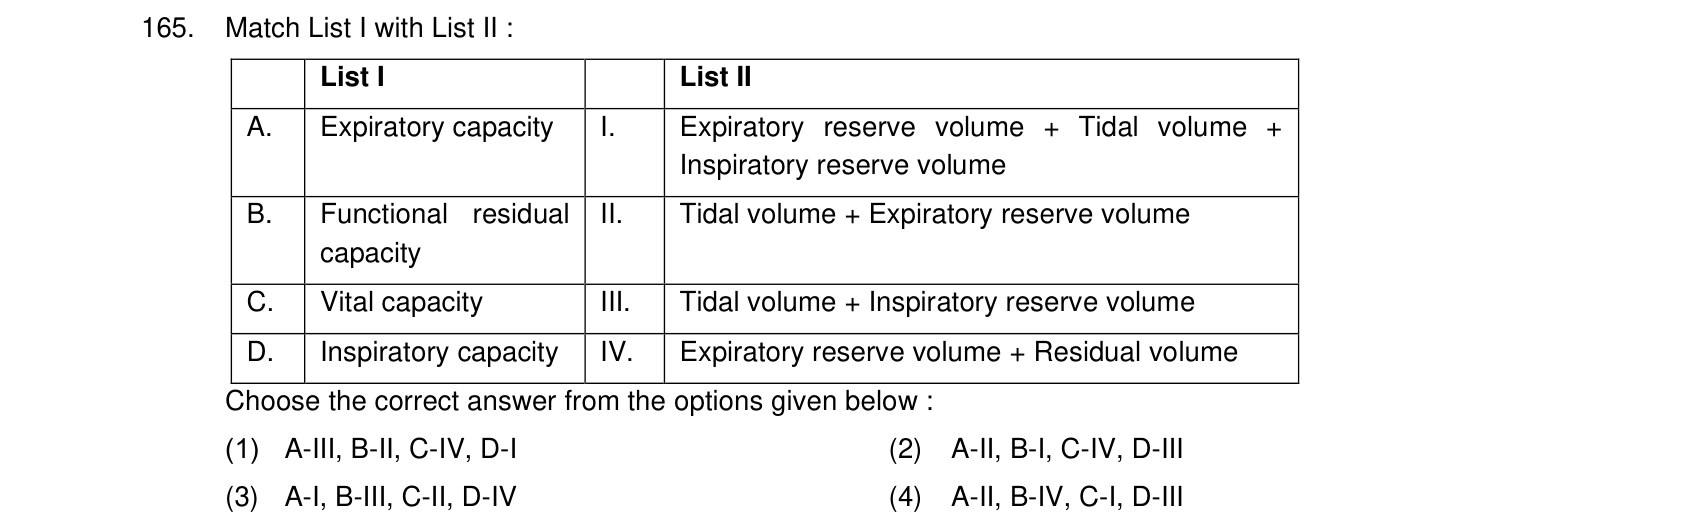 165. Match List I with List II :
List I List II
A. Expiratory capacity I. Expiratory reserve volume + Tidal volume +
Inspiratory reserve volume
B. Functional residual II. Tidal volume + Expiratory reserve volume
capacity
C. Vital capacity III. Tidal volume + Inspiratory reserve volume
D. Inspiratory capacity IV. Expiratory reserve volume + Residual volume
Choose the correct answer from the options given below :
(1) A-III, B-II, C-IV, D-I (2) A-II, B-I, C-IV, D-III
(3) A-I, B-III, C-II, D-IV (4) A-II, B-IV, C-I, D-III